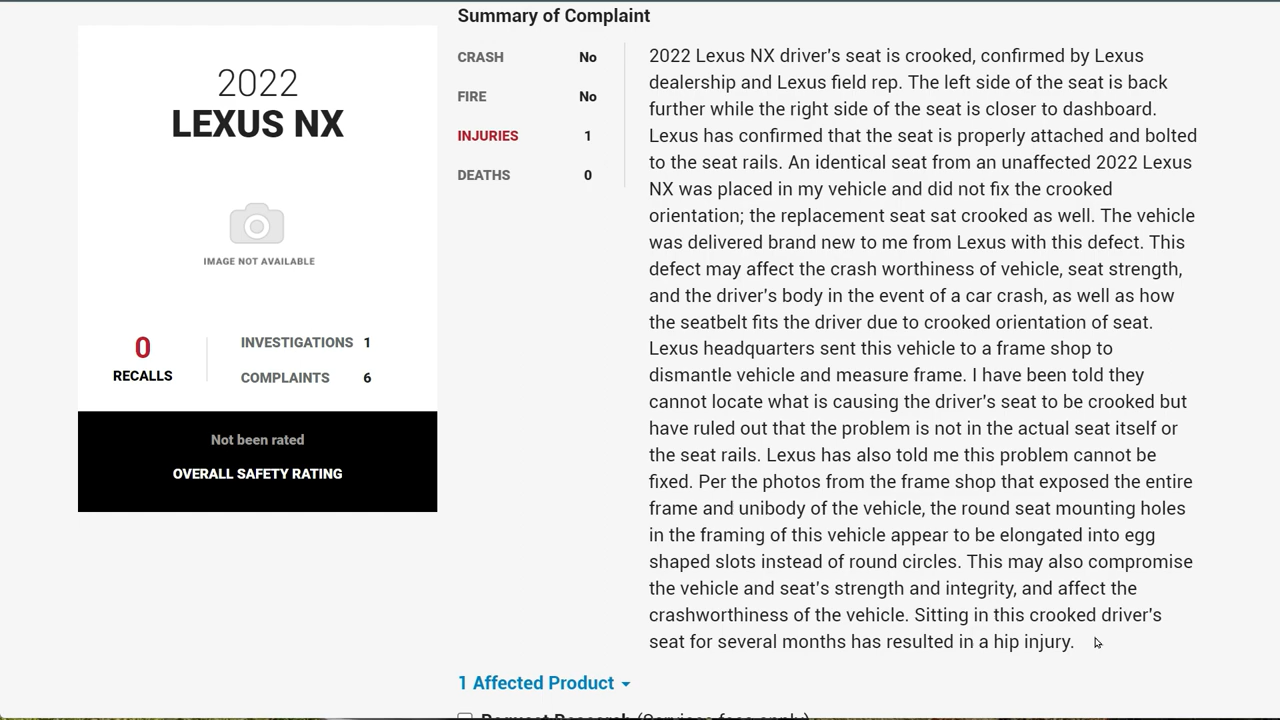 Summary of Complaint
2022
LEXUS NX
IMAGE NOT AVAILABLE
0
RECALLS
INVESTIGATIONS 1
COMPLAINTS 6
Not been rated
OVERALL SAFETY RATING
CRASH No
FIRE No
INJURIES 1
DEATHS 0
2022 Lexus NX driver's seat is crooked, confirmed by Lexus
dealership and Lexus field rep. The left side of the seat is back
further while the right side of the seat is closer to dashboard.
Lexus has confirmed that the seat is properly attached and bolted
to the seat rails. An identical seat from an unaffected 2022 Lexus
NX was placed in my vehicle and did not fix the crooked
orientation; the replacement seat sat crooked as well. The vehicle
was delivered brand new to me from Lexus with this defect. This
defect may affect the crash worthiness of vehicle, seat strength,
and the driver's body in the event of a car crash, as well as how
the seatbelt fits the driver due to crooked orientation of seat.
Lexus headquarters sent this vehicle to a frame shop to
dismantle vehicle and measure frame. I have been told they
cannot locate what is causing the driver's seat to be crooked but
have ruled out that the problem is not in the actual seat itself or
the seat rails. Lexus has also told me this problem cannot be
fixed. Per the photos from the frame shop that exposed the entire
frame and unibody of the vehicle, the round seat mounting holes
in the framing of this vehicle appear to be elongated into egg
shaped slots instead of round circles. This may also compromise
the vehicle and seat's strength and integrity, and affect the
crashworthiness of the vehicle. Sitting in this crooked driver's
seat for several months has resulted in a hip injury.
1 Affected Product
Request Research (Services fees apply)